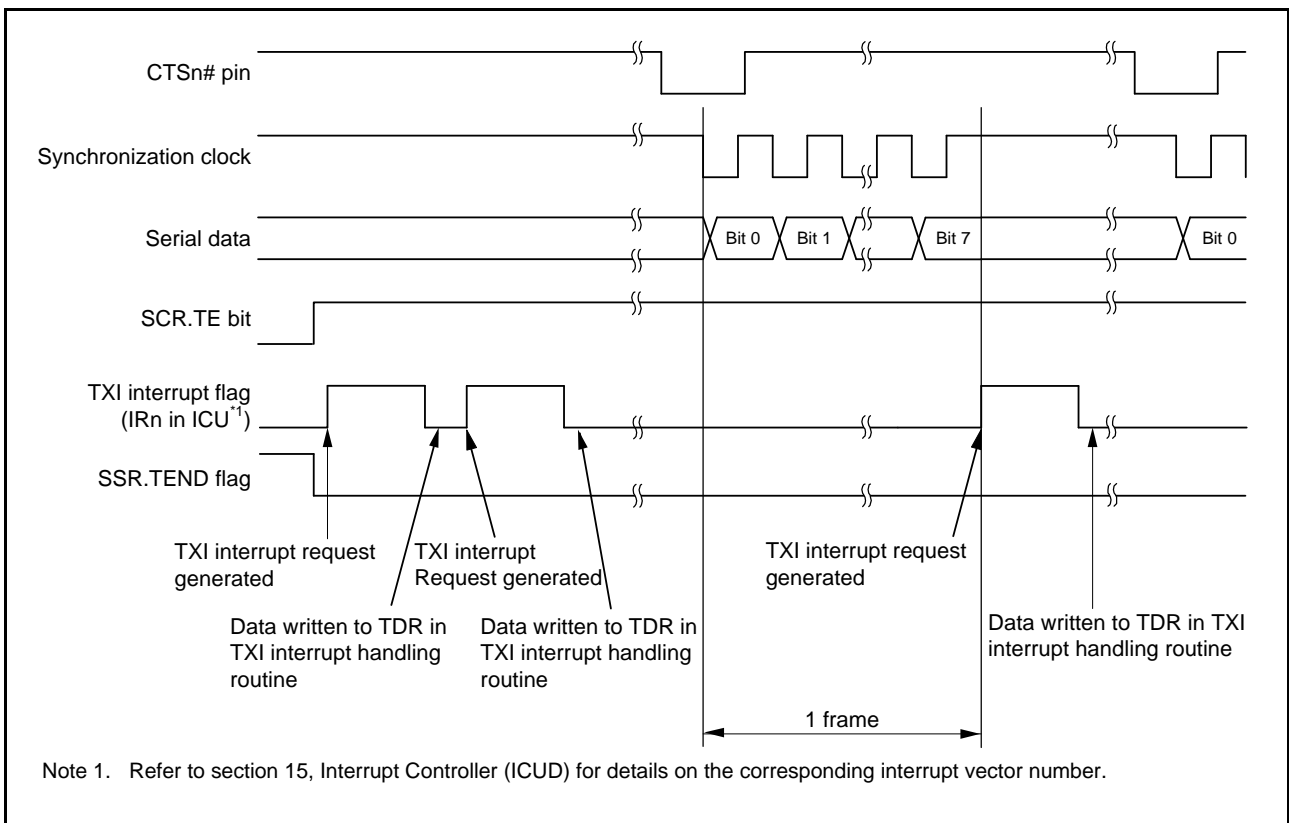 CTSn# pin
Synchronization clock
Serial data
Bit 0
Bit 1
Bit 7
Bit 0
SCR.TE bit
TXI interrupt flag
(IRn in ICU*1)
SSR.TEND flag
TXI interrupt request
generated
TXI interrupt
Request generated
TXI interrupt request
generated
Data written to TDR in
TXI interrupt handling
routine
Data written to TDR in
TXI interrupt handling
routine
Data written to TDR in TXI
interrupt handling routine
1 frame
Note 1. Refer to section 15, Interrupt Controller (ICUD) for details on the corresponding interrupt vector number.